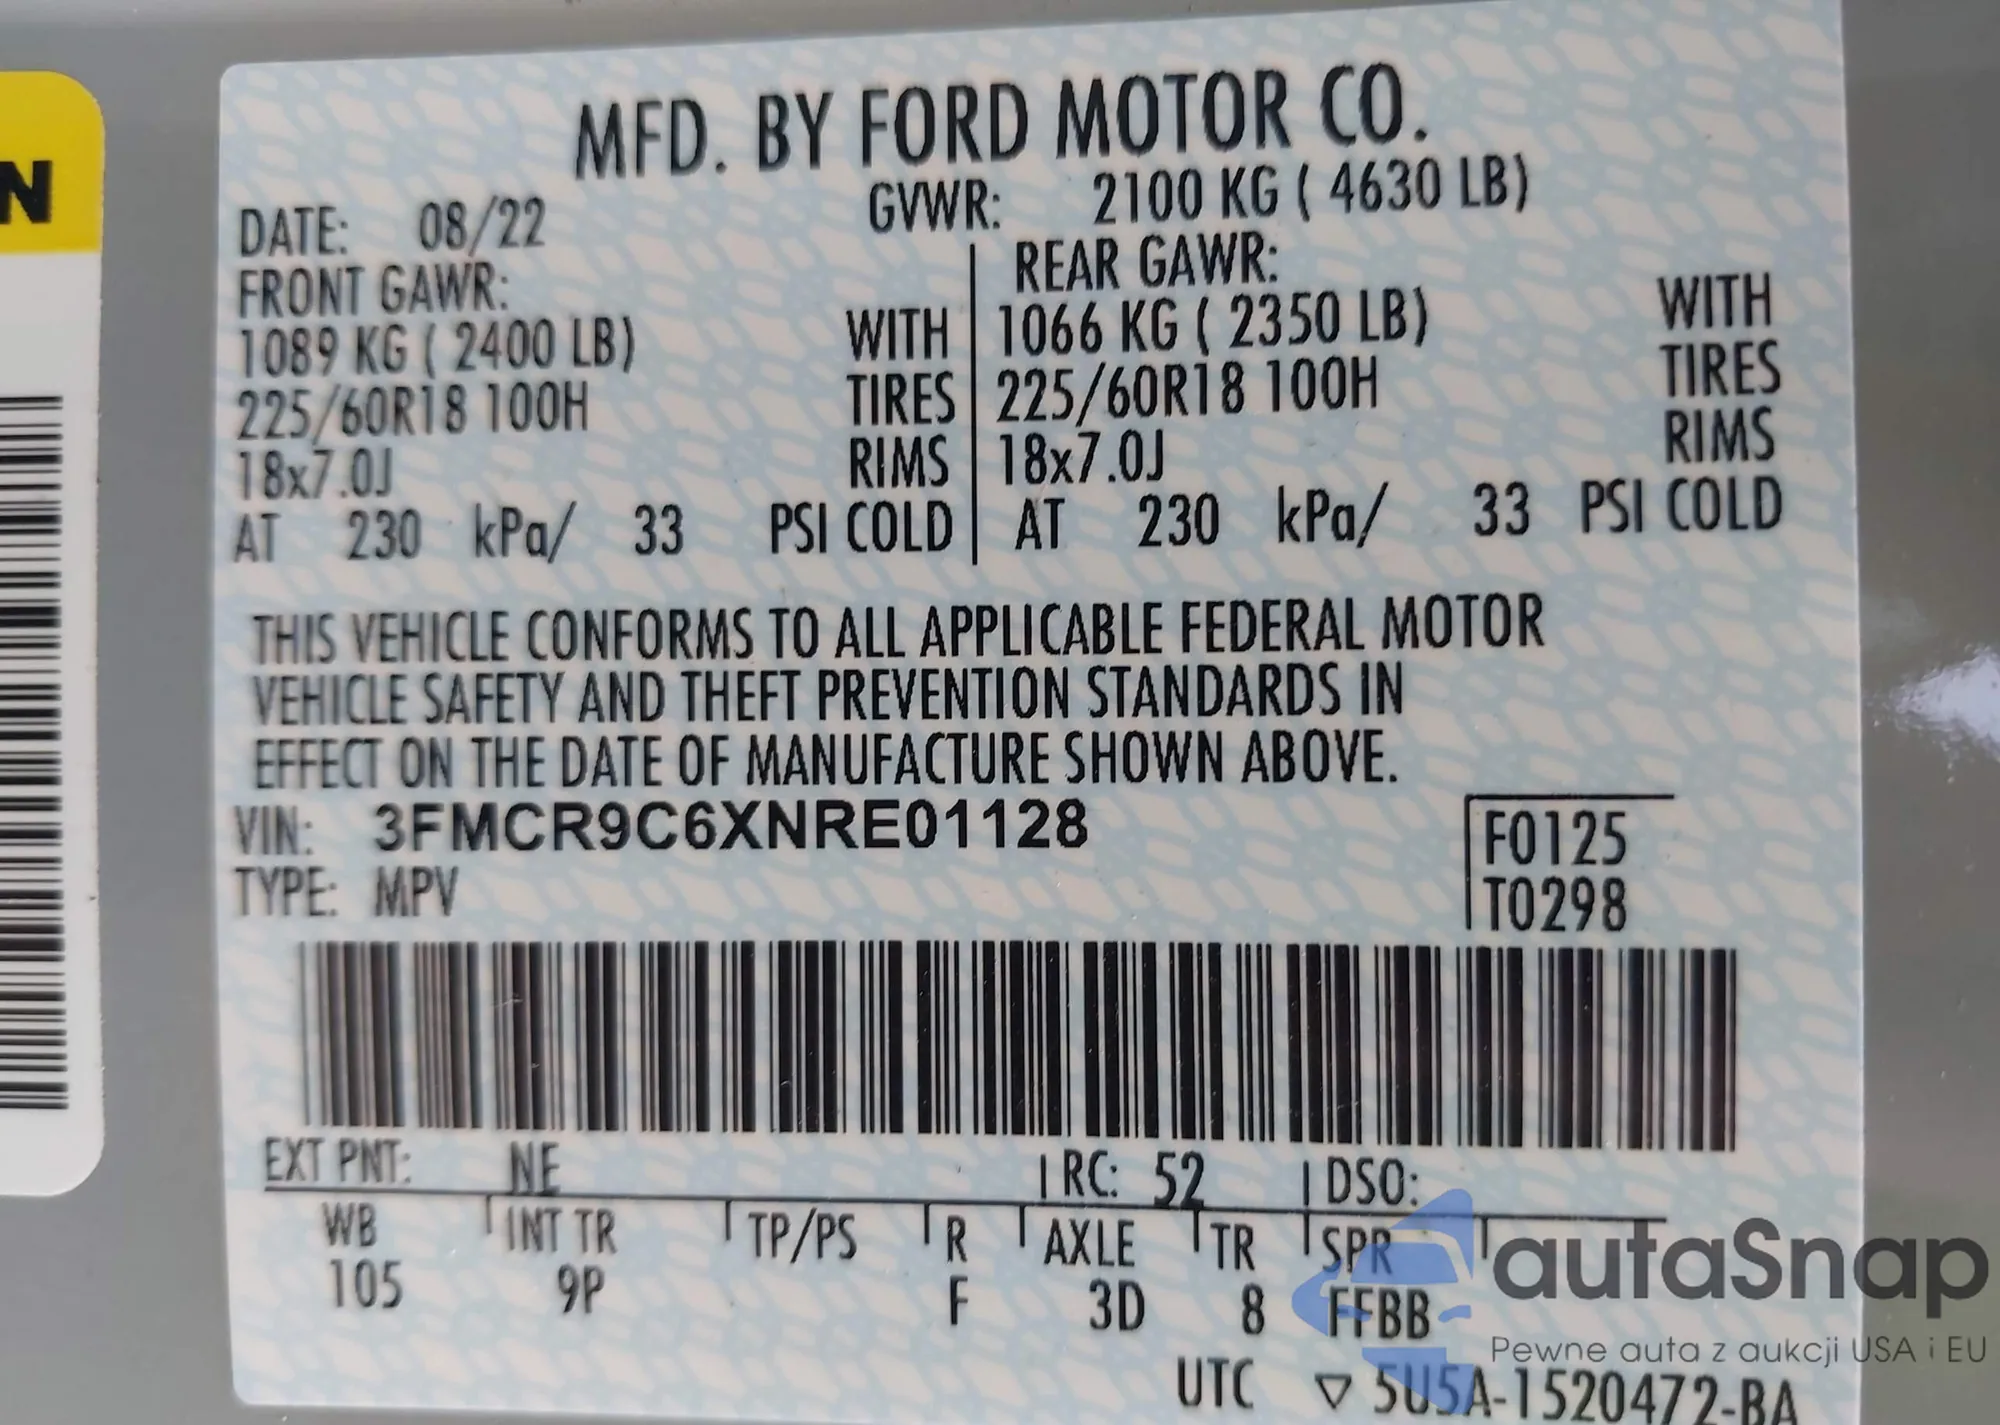 N
MFD. BY FORD MOTOR CO.
DATE: 08/22 GVWR: 2100 KG ( 4630 LB)
FRONT GAWR: REAR GAWR:
1089 KG ( 2400 LB) WITH 1066 KG ( 2350 LB) WITH
225/60R18 100H TIRES 225/60R18 100H TIRES
18x7.0J RIMS 18x7.0J RIMS
AT 230 kPa/ 33 PSI COLD AT 230 kPa/ 33 PSI COLD
THIS VEHICLE CONFORMS TO ALL APPLICABLE FEDERAL MOTOR
VEHICLE SAFETY AND THEFT PREVENTION STANDARDS IN
EFFECT ON THE DATE OF MANUFACTURE SHOWN ABOVE.
VIN: 3FMCR9C6XNRE01128 F0125
TYPE: MPV T0298
EXT PNT: NE RC: 52 DSO:
WB INT TR TP/PS R AXLE TR SPR
105 9P F 3D 8 FFBB
UTC ▽ 5U5A-1520472-BA
autaSnap
Pewne auta z aukcji USA i EU